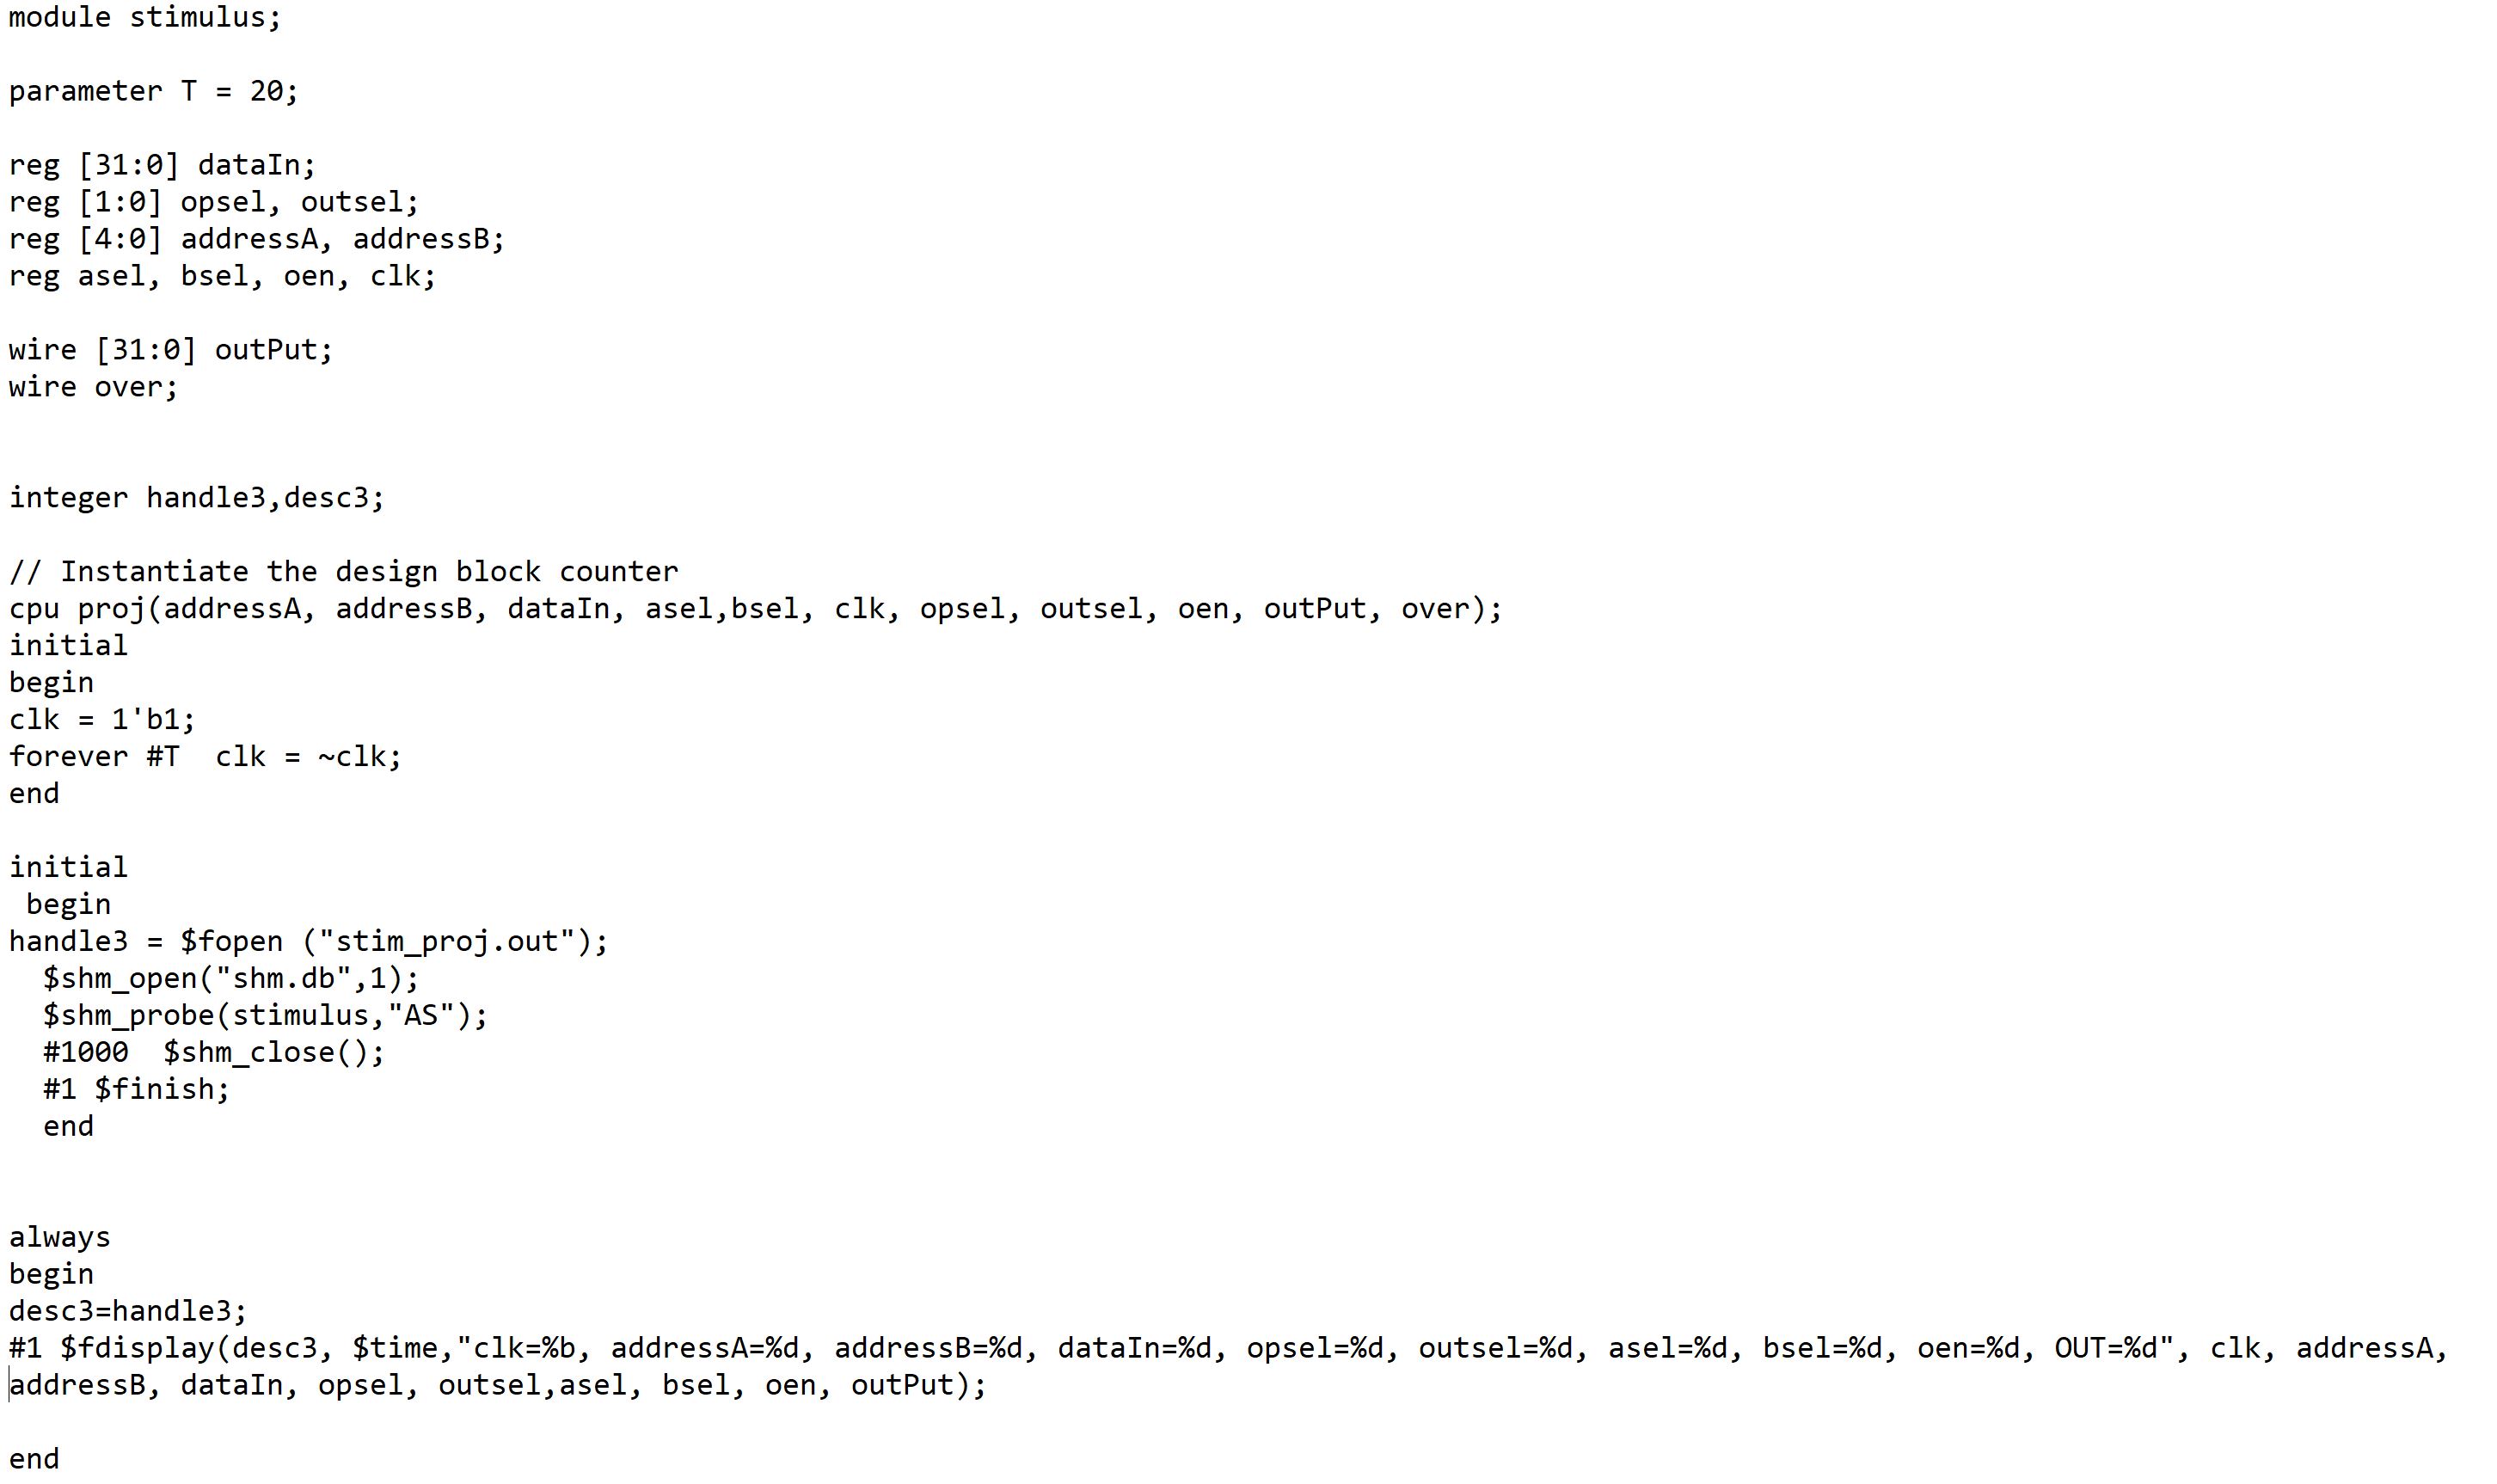 module stimulus;
parameter T = 20;
reg [31:0] dataIn;
reg [1:0] opsel, outsel;
reg [4:0] addressA, addressB;
reg asel, bsel, oen, clk;
wire [31:0] outPut;
wire over;
integer handle3,desc3;
// Instantiate the design block counter
cpu proj(addressA, addressB, dataIn, asel,bsel, clk, opsel, outsel, oen, outPut, over);
initial
begin
clk = 1'b1;
forever #T  clk = ~clk;
end
initial
 begin
handle3 = $fopen ("stim_proj.out");
  $shm_open("shm.db",1);
  $shm_probe(stimulus,"AS");
  #1000  $shm_close();
  #1 $finish;
  end
always
begin
desc3=handle3;
#1 $fdisplay(desc3, $time,"clk=%b, addressA=%d, addressB=%d, dataIn=%d, opsel=%d, outsel=%d, asel=%d, bsel=%d, oen=%d, OUT=%d", clk, addressA,
addressB, dataIn, opsel, outsel,asel, bsel, oen, outPut);
end